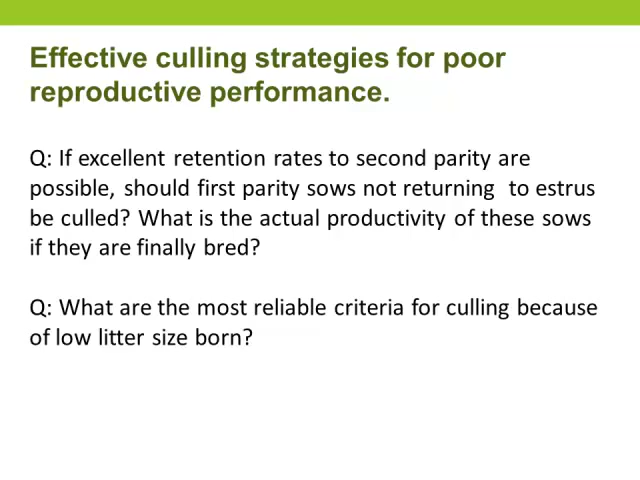 Effective culling strategies for poor
reproductive performance.
Q: If excellent retention rates to second parity are
possible, should first parity sows not returning  to estrus
be culled? What is the actual productivity of these sows
if they are finally bred?
Q: What are the most reliable criteria for culling because
of low litter size born?